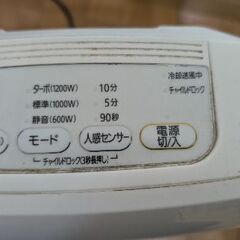 冷却送風中
ターボ(1200W) 10分
チャイルドロック
標準(1000W) 5分
静音(600W) 90秒
モード 人感センサー 電源
切/入
チャイルドロック(3秒長押し)